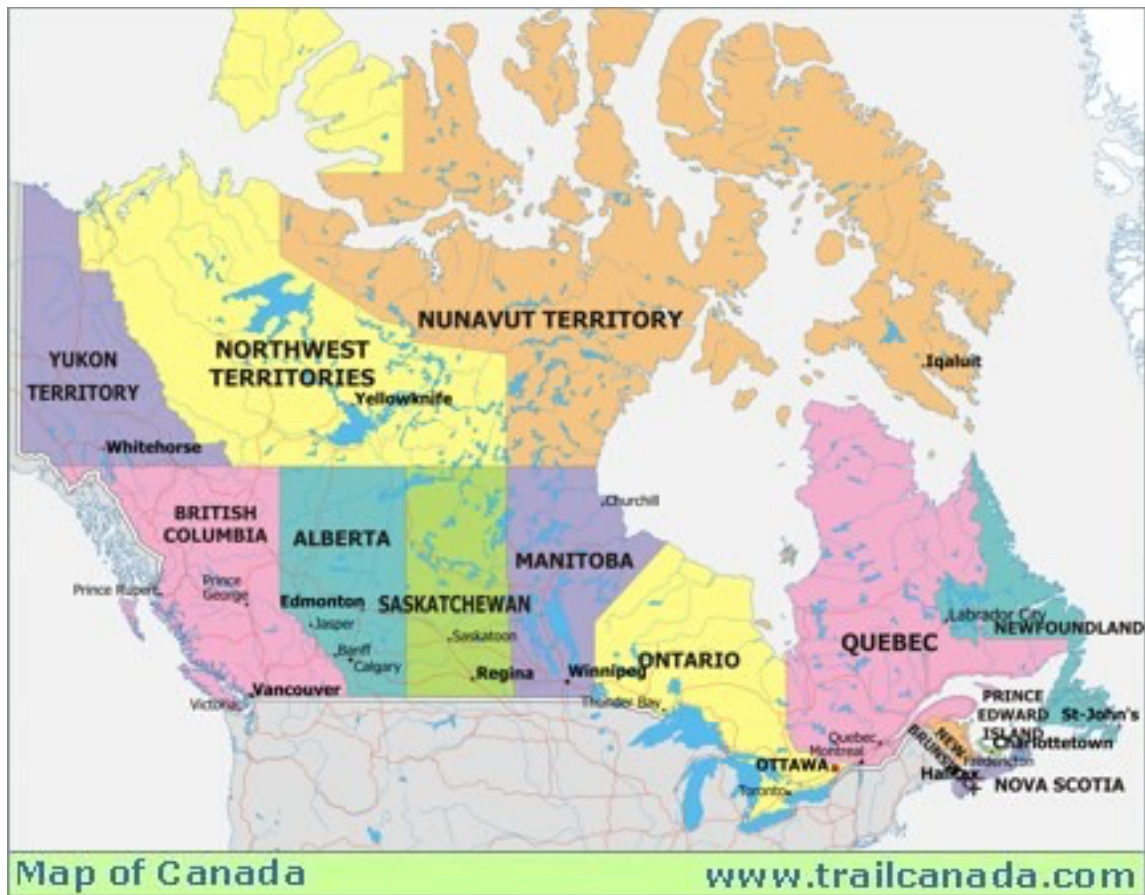 NUNAVUT TERRITORY
Iqaluit
YUKON
TERRITORY
NORTHWEST
TERRITORIES
Yellowknife
Whitehorse
Churchill
BRITISH
COLUMBIA
ALBERTA
MANITOBA
Prince Rupert
Prince
George
Edmonton
SASKATCHEWAN
Jasper
Saskatoon
Banff
Calgary
Regina
Winnipeg
ONTARIO
QUEBEC
Labrador City
NEWFOUNDLAND
Vancouver
Victoria
Thunder Bay
PRINCE
EDWARD
ISLAND
St-John's
Charlottetown
Quebec
Montreal
NEW
Fredericton
OTTAWA
Toronto
Halifax
NOVA SCOTIA
Map of Canada
www.trailcanada.com